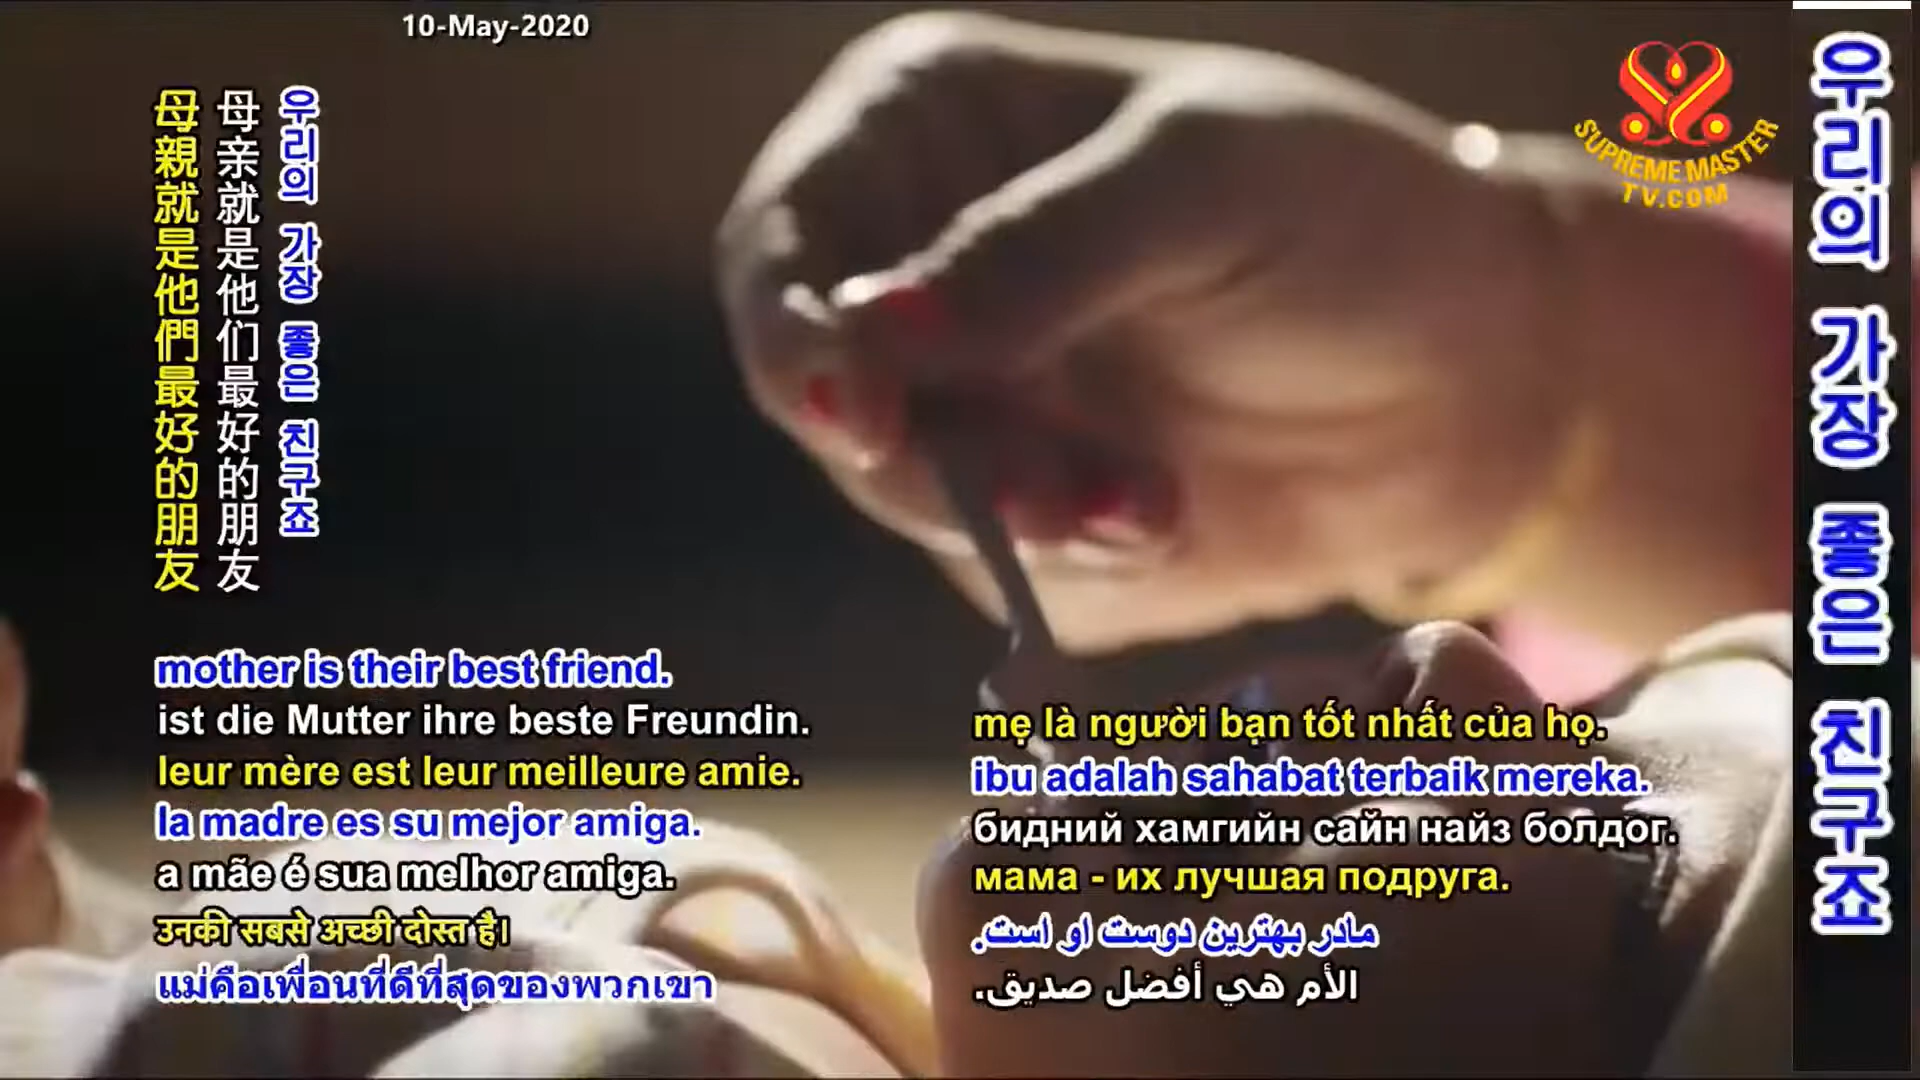 10-May-2020
SUPREME MASTER
TV.COM
우리의 가장 좋은 친구죠
母亲就是他们最好的朋友
母親就是他們最好的朋友
mother is their best friend.
ist die Mutter ihre beste Freundin.
leur mère est leur meilleure amie.
la madre es su mejor amiga.
a mãe é sua melhor amiga.
उनकी सबसे अच्छी दोस्त है।
แม่คือเพื่อนที่ดีที่สุดของพวกเขา
mẹ là người bạn tốt nhất của họ.
ibu adalah sahabat terbaik mereka.
бидний хамгийн сайн найз болдог.
мама - их лучшая подруга.
مادر بهترین دوست او است.
الأم هي أفضل صديق.
우리의 가장 좋은 친구죠